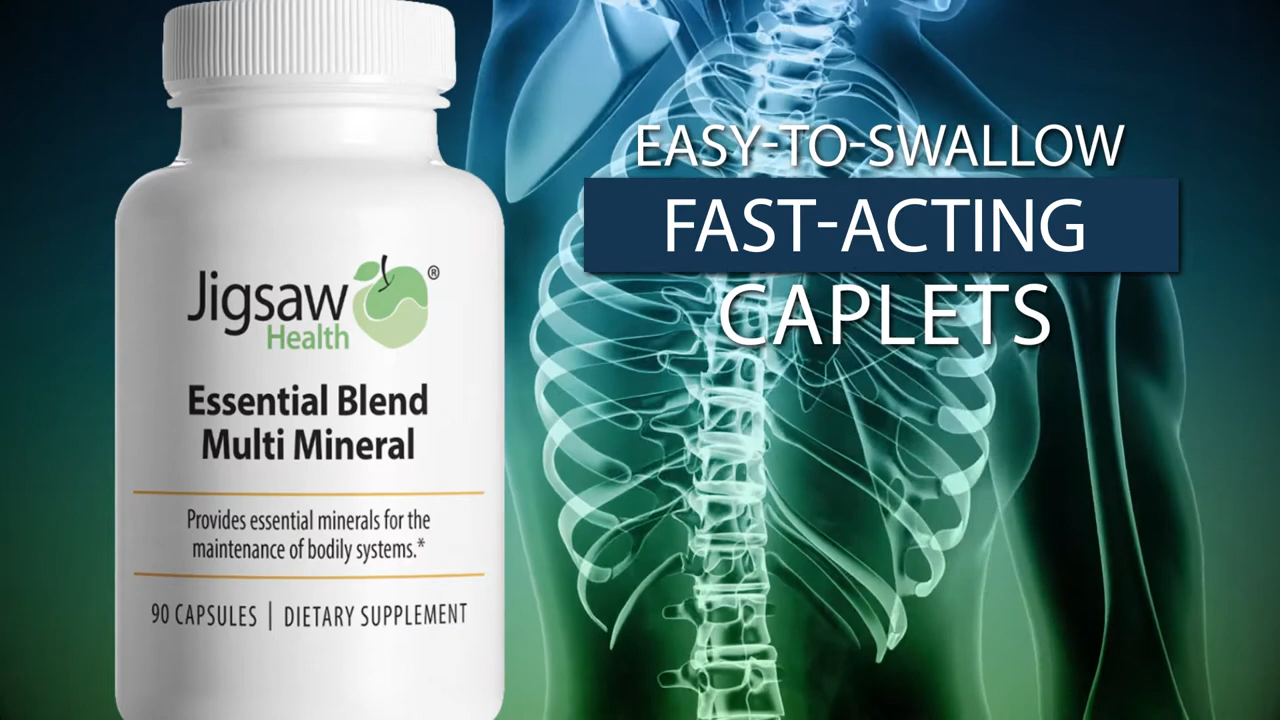 Jigsaw ®
Health
Essential Blend
Multi Mineral
Provides essential minerals for the
maintenance of bodily systems.*
90 CAPSULES | DIETARY SUPPLEMENT
EASY-TO-SWALLOW
FAST-ACTING
CAPLETS